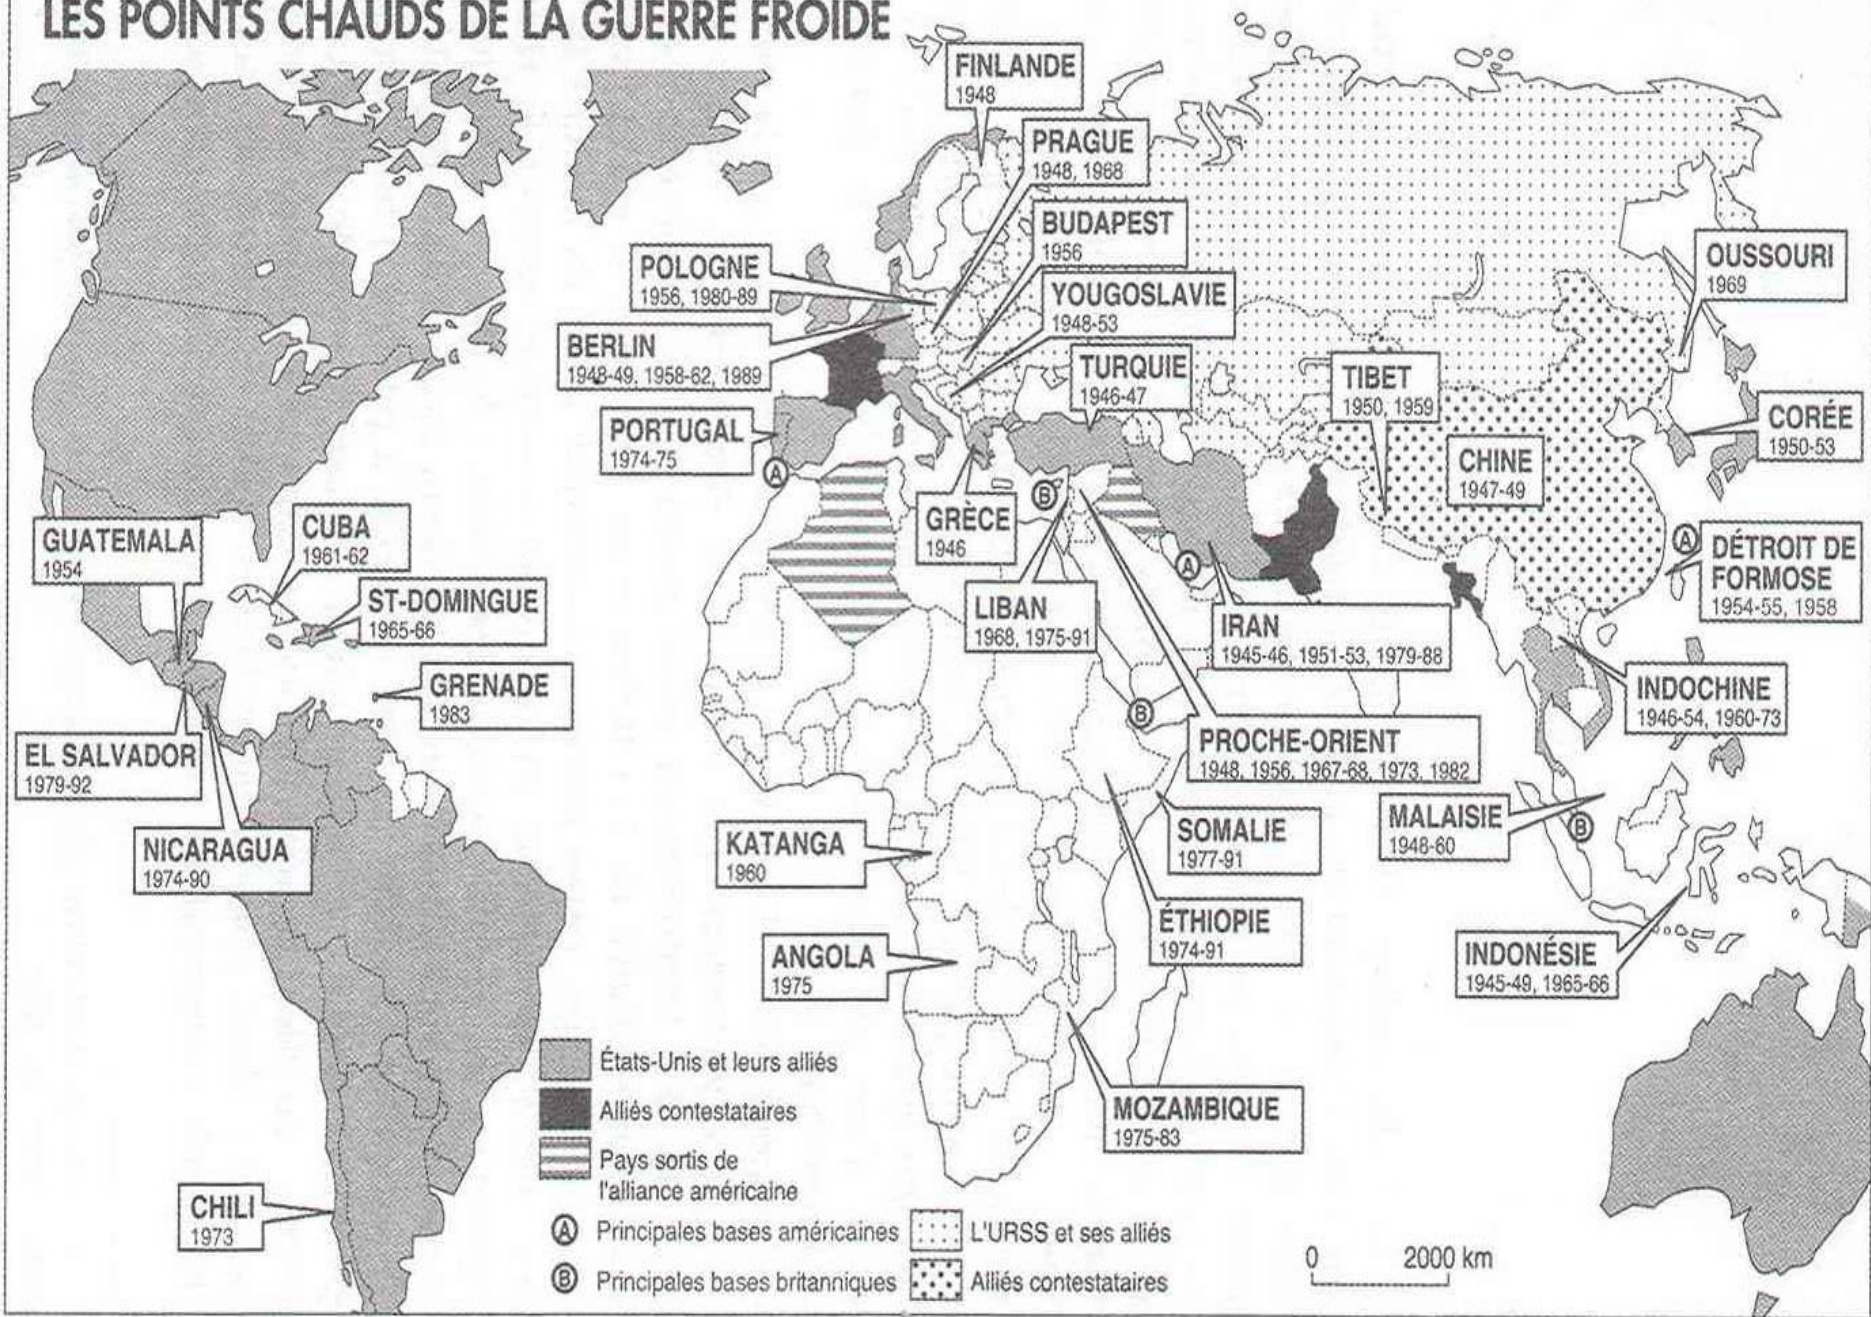 LES POINTS CHAUDS DE LA GUERRE FROIDE
FINLANDE
1948
PRAGUE
1948, 1968
BUDAPEST
1956
POLOGNE
1956, 1980-89
YOUGOSLAVIE
1948-53
OUSSOURI
1969
BERLIN
1948-49, 1958-62, 1989
TURQUIE
1946-47
TIBET
1950, 1959
PORTUGAL
1974-75
CORÉE
1950-53
CHINE
1947-49
A
B
GRÈCE
1946
GUATEMALA
1954
CUBA
1961-62
A
A
DÉTROIT DE
FORMOSE
1954-55, 1958
ST-DOMINGUE
1965-66
LIBAN
1968, 1975-91
IRAN
1945-46, 1951-53, 1979-88
GRENADE
1983
INDOCHINE
1946-54, 1960-73
B
EL SALVADOR
1979-92
PROCHE-ORIENT
1948, 1956, 1967-68, 1973, 1982
NICARAGUA
1974-90
KATANGA
1960
SOMALIE
1977-91
MALAISIE
1948-60
B
ÉTHIOPIE
1974-91
ANGOLA
1975
INDONÉSIE
1945-49, 1965-66
MOZAMBIQUE
1975-83
CHILI
1973
États-Unis et leurs alliés
Alliés contestataires
Pays sortis de
l'alliance américaine
A Principales bases américaines
B Principales bases britanniques
L'URSS et ses alliés
Alliés contestataires
0 2000 km